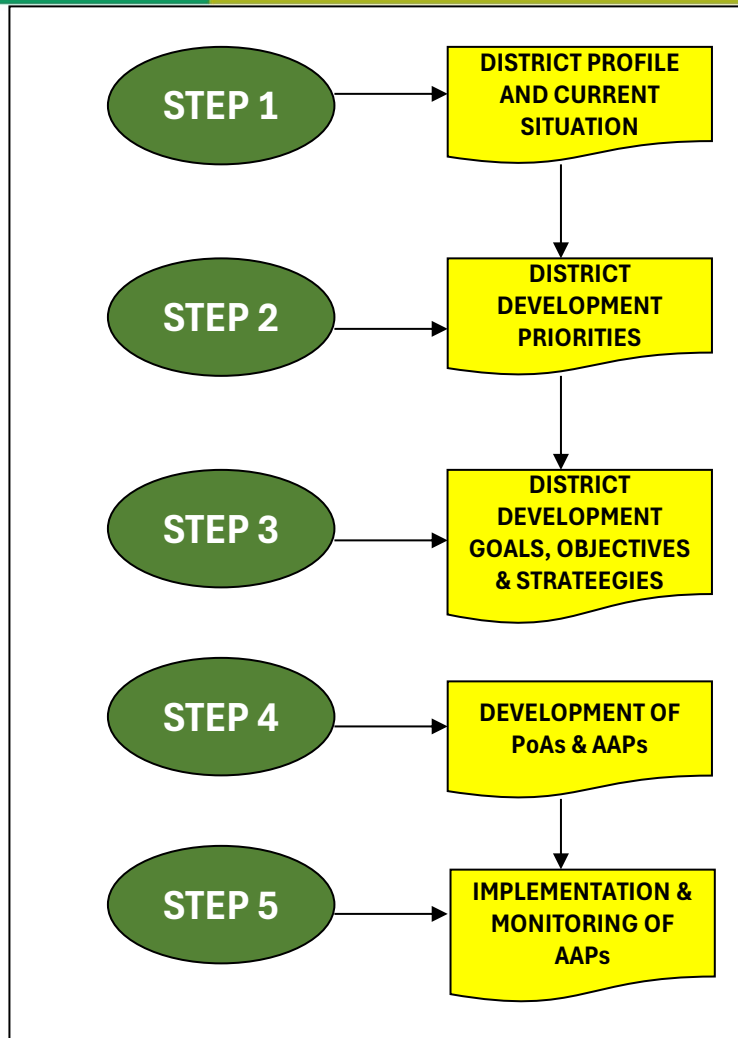 STEP 1
DISTRICT PROFILE
AND CURRENT
SITUATION
STEP 2
DISTRICT
DEVELOPMENT
PRIORITIES
STEP 3
DISTRICT
DEVELOPMENT
GOALS, OBJECTIVES
& STRATEEGIES
STEP 4
DEVELOPMENT OF
PoAs & AAPs
STEP 5
IMPLEMENTATION &
MONITORING OF
AAPs